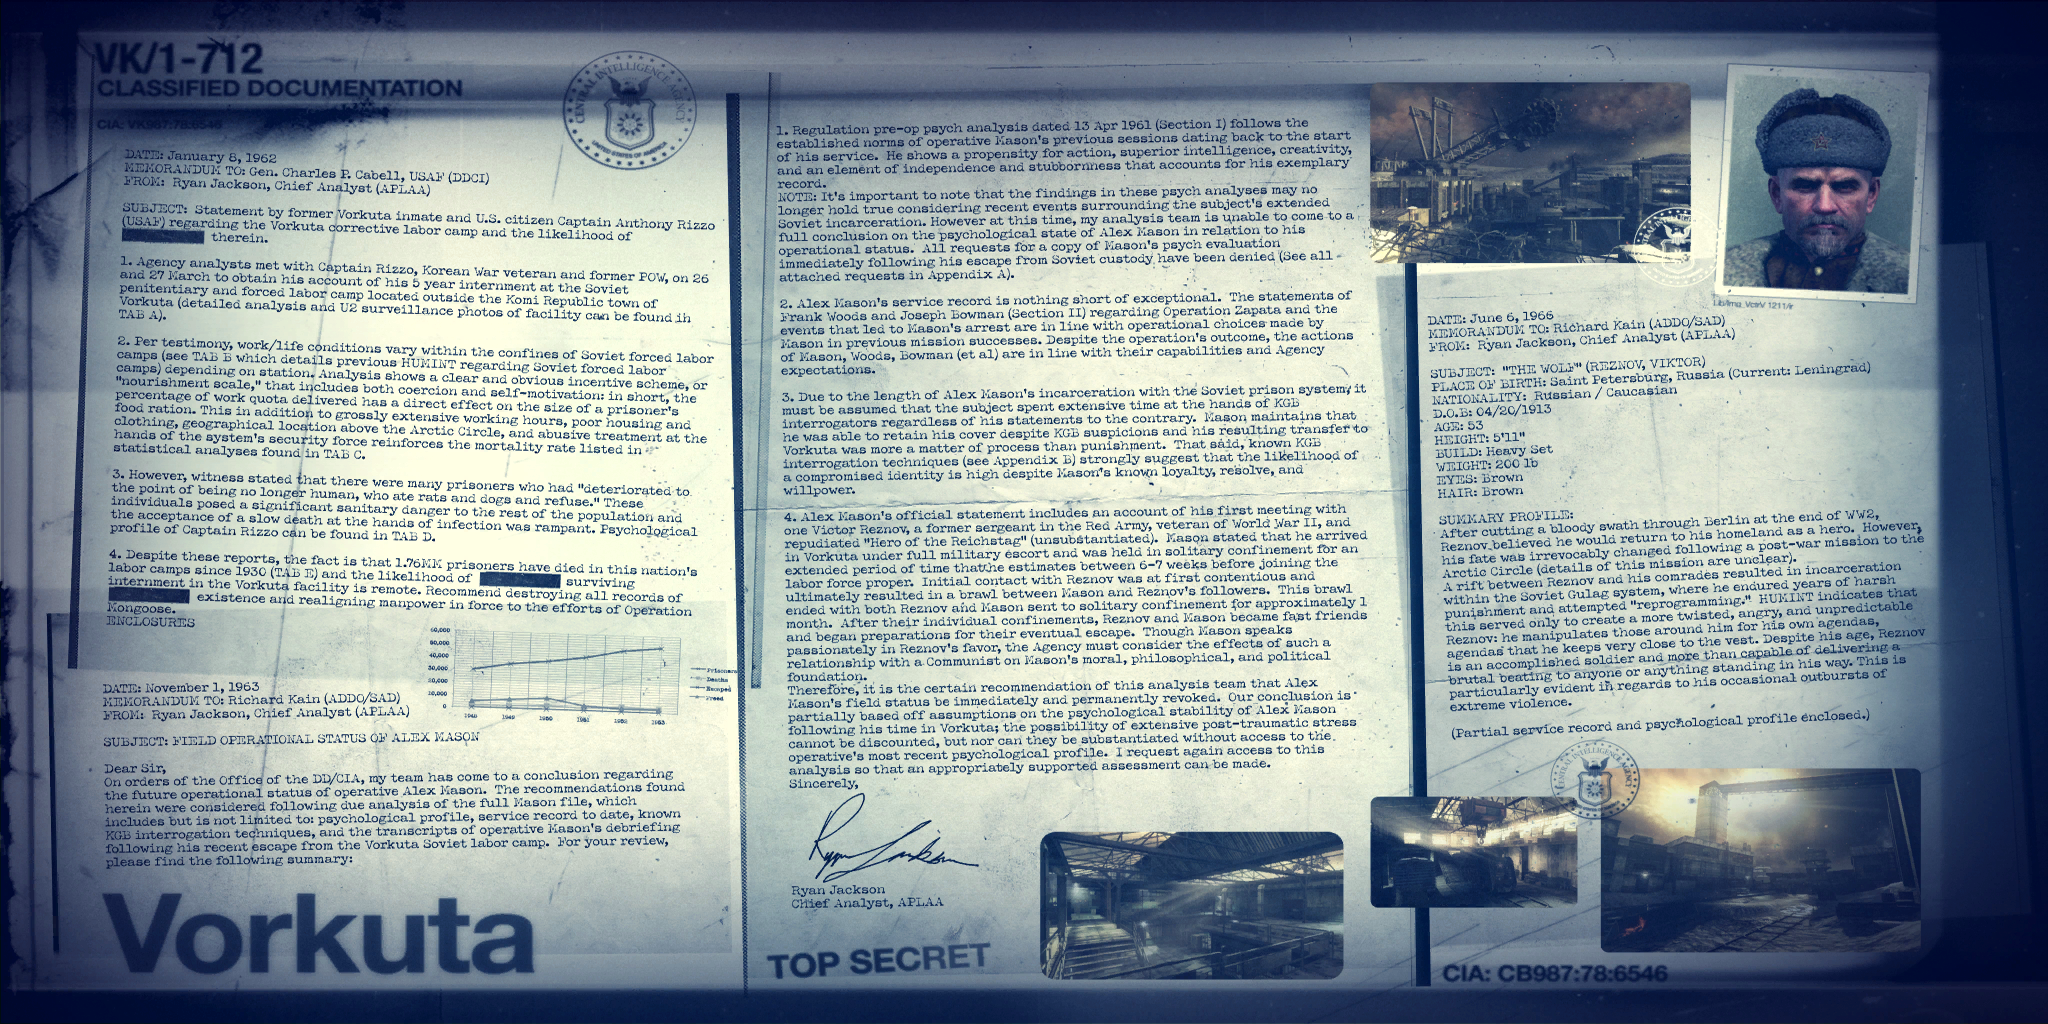 VK/1-712
CLASSIFIED DOCUMENTATION
CIA: VK987:78:6546
CENTRAL INTELLIGENCE AGENCY
UNITED STATES OF AMERICA
DATE: January 8, 1962
MEMORANDUM TO: Gen. Charles P. Cabell, USAF (DDCI)
FROM: Ryan Jackson, Chief Analyst (APLAA)
SUBJECT: Statement by former Vorkuta inmate and U.S. citizen Captain Anthony Rizzo
(USAF) regarding the Vorkuta corrective labor camp and the likelihood of
therein.
1. Agency analysts met with Captain Rizzo, Korean War veteran and former POW, on 26
and 27 March to obtain his account of his 5 year internment at the Soviet
penitentiary and forced labor camp located outside the Komi Republic town of
Vorkuta (detailed analysis and U2 surveillance photos of facility can be found in
TAB A).
2. Per testimony, work/life conditions vary within the confines of Soviet forced labor
camps (see TAB B which details previous HUMINT regarding Soviet forced labor
camps) depending on station. Analysis shows a clear and obvious incentive scheme, or
"nourishment scale," that includes both coercion and self-motivation: in short, the
percentage of work quota delivered has a direct effect on the size of a prisoner's
food ration. This in addition to grossly extensive working hours, poor housing and
clothing, geographical location above the Arctic Circle, and abusive treatment at the
hands of the system's security force reinforces the mortality rate listed in
statistical analyses found in TAB C.
3. However, witness stated that there were many prisoners who had "deteriorated to
the point of being no longer human, who ate rats and dogs and refuse." These
individuals posed a significant sanitary danger to the rest of the population and
the acceptance of a slow death at the hands of infection was rampant. Psychological
profile of Captain Rizzo can be found in TAB D.
4. Despite these reports, the fact is that 1.76MM prisoners have died in this nation's
labor camps since 1930 (TAB E) and the likelihood of surviving
internment in the Vorkuta facility is remote. Recommend destroying all records of
existence and realigning manpower in force to the efforts of Operation
Mongoose.
ENCLOSURES
60,000
50,000
40,000
30,000
20,000
10,000
0
1948 1949 1950 1951 1952 1953
Prisoners
Deaths
Escaped
Freed
DATE: November 1, 1963
MEMORANDUM TO: Richard Kain (ADDO/SAD)
FROM: Ryan Jackson, Chief Analyst (APLAA)
SUBJECT: FIELD OPERATIONAL STATUS OF ALEX MASON
Dear Sir,
On orders of the Office of the DD/CIA, my team has come to a conclusion regarding
the future operational status of operative Alex Mason. The recommendations found
herein were considered following due analysis of the full Mason file, which
includes but is not limited to: psychological profile, service record to date, known
KGB interrogation techniques, and the transcripts of operative Mason's debriefing
following his recent escape from the Vorkuta Soviet labor camp. For your review,
please find the following summary:
Vorkuta
1. Regulation pre-op psych analysis dated 13 Apr 1961 (Section I) follows the
established norms of operative Mason's previous sessions dating back to the start
of his service. He shows a propensity for action, superior intelligence, creativity,
and an element of independence and stubbornness that accounts for his exemplary
record.
NOTE: It's important to note that the findings in these psych analyses may no
longer hold true considering recent events surrounding the subject's extended
Soviet incarceration. However at this time, my analysis team is unable to come to a
full conclusion on the psychological state of Alex Mason in relation to his
operational status. All requests for a copy of Mason's psych evaluation
immediately following his escape from Soviet custody have been denied (See all
attached requests in Appendix A).
2. Alex Mason's service record is nothing short of exceptional. The statements of
Frank Woods and Joseph Bowman (Section II) regarding Operation Zapata and the
events that led to Mason's arrest are in line with operational choices made by
Mason in previous mission successes. Despite the operation's outcome, the actions
of Mason, Woods, Bowman (et al) are in line with their capabilities and Agency
expectations.
3. Due to the length of Alex Mason's incarceration with the Soviet prison system, it
must be assumed that the subject spent extensive time at the hands of KGB
interrogators regardless of his statements to the contrary. Mason maintains that
he was able to retain his cover despite KGB suspicions and his resulting transfer to
Vorkuta was more a matter of process than punishment. That said, known KGB
interrogation techniques (see Appendix B) strongly suggest that the likelihood of
a compromised identity is high despite Mason's known loyalty, resolve, and
willpower.
4. Alex Mason's official statement includes an account of his first meeting with
one Victor Reznov, a former sergeant in the Red Army, veteran of World War II, and
repudiated "Hero of the Reichstag" (unsubstantiated). Mason stated that he arrived
in Vorkuta under full military escort and was held in solitary confinement for an
extended period of time that he estimates between 6-7 weeks before joining the
labor force proper. Initial contact with Reznov was at first contentious and
ultimately resulted in a brawl between Mason and Reznov's followers. This brawl
ended with both Reznov and Mason sent to solitary confinement for approximately 1
month. After their individual confinements, Reznov and Mason became fast friends
and began preparations for their eventual escape. Though Mason speaks
passionately in Reznov's favor, the Agency must consider the effects of such a
relationship with a Communist on Mason's moral, philosophical, and political
foundation.
Therefore, it is the certain recommendation of this analysis team that Alex
Mason's field status be immediately and permanently revoked. Our conclusion is
partially based off assumptions on the psychological stability of Alex Mason
following his time in Vorkuta; the possibility of extensive post-traumatic stress
cannot be discounted, but nor can they be substantiated without access to the
operative's most recent psychological profile. I request again access to this
analysis so that an appropriately supported assessment can be made.
Sincerely,
Ryan Jackson
Ryan Jackson
Chief Analyst, APLAA
TOP SECRET
DATE: June 6, 1966
MEMORANDUM TO: Richard Kain (ADDO/SAD)
FROM: Ryan Jackson, Chief Analyst (APLAA)
SUBJECT: "THE WOLF" (REZNOV, VIKTOR)
PLACE OF BIRTH: Saint Petersburg, Russia (Current: Leningrad)
NATIONALITY: Russian / Caucasian
D.O.B: 04/20/1913
AGE: 53
HEIGHT: 5'11"
BUILD: Heavy Set
WEIGHT: 200 lb
EYES: Brown
HAIR: Brown
SUMMARY PROFILE:
After cutting a bloody swath through Berlin at the end of WW2,
Reznov believed he would return to his homeland as a hero. However,
his fate was irrevocably changed following a post-war mission to the
Arctic Circle (details of this mission are unclear).
A rift between Reznov and his comrades resulted in incarceration
within the Soviet Gulag system, where he endured years of harsh
punishment and attempted "reprogramming." HUMINT indicates that
this served only to create a more twisted, angry, and unpredictable
Reznov: he manipulates those around him for his own agendas,
agendas that he keeps very close to the vest. Despite his age, Reznov
is an accomplished soldier and more than capable of delivering a
brutal beating to anyone or anything standing in his way. This is
particularly evident in regards to his occasional outbursts of
extreme violence.
(Partial service record and psychological profile enclosed.)
CENTRAL INTELLIGENCE AGENCY
CIA: CB987:78:6546